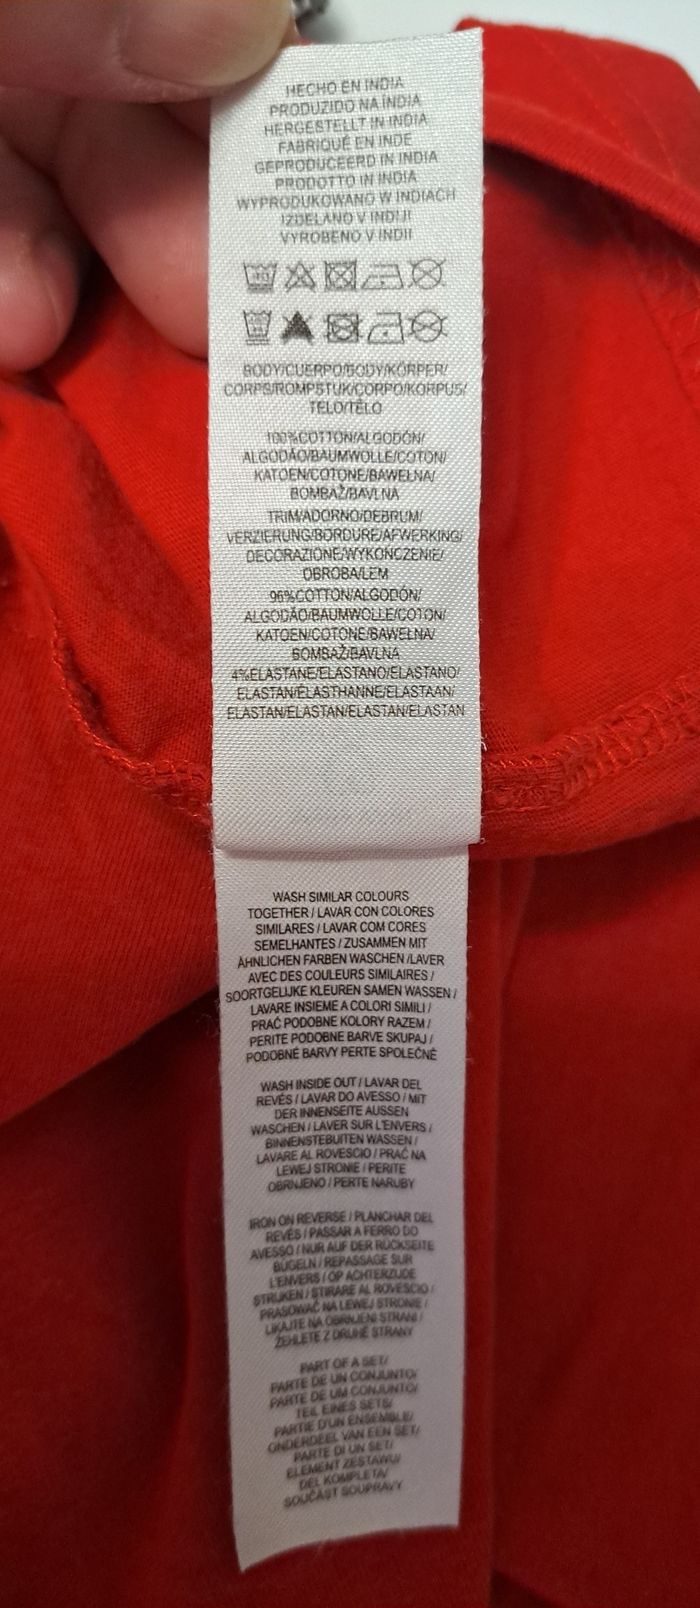 HECHO EN INDIA
PRODUZIDO NA ÍNDIA
HERGESTELLT IN INDIA
FABRIQUÉ EN INDE
GEPRODUCEERD IN INDIA
PRODOTTO IN INDIA
WYPRODUKOWANO W INDIACH
IZDELANO V INDIJI
VYROBENO V INDII
BODY/CUERPO/BODY/KÖRPER/
CORPS/ROMPSTUK/CORPO/KORPUS/
TELO/TĚLO
100%COTTON/ALGODÓN/
ALGODÃO/BAUMWOLLE/COTON/
KATOEN/COTONE/BAWEŁNA/
BOMBAŽ/BAVLNA
TRIM/ADORNO/DEBRUM/
VERZIERUNG/BORDURE/AFWERKING/
DECORAZIONE/WYKOŃCZENIE/
OBROBA/LEM
96%COTTON/ALGODÓN/
ALGODÃO/BAUMWOLLE/COTON/
KATOEN/COTONE/BAWEŁNA/
BOMBAŽ/BAVLNA
4%ELASTANE/ELASTANO/ELASTANO/
ELASTAN/ÉLASTHANNE/ELASTAAN/
ELASTAN/ELASTAN/ELASTAN/ELASTAN
WASH SIMILAR COLOURS
TOGETHER / LAVAR CON COLORES
SIMILARES / LAVAR COM CORES
SEMELHANTES / ZUSAMMEN MIT
ÄHNLICHEN FARBEN WASCHEN /LAVER
AVEC DES COULEURS SIMILAIRES /
SOORTGELIJKE KLEUREN SAMEN WASSEN /
LAVARE INSIEME A COLORI SIMILI /
PRAĆ PODOBNE KOLORY RAZEM /
PERITE PODOBNE BARVE SKUPAJ /
PODOBNÉ BARVY PERTE SPOLEČNĚ
WASH INSIDE OUT / LAVAR DEL
REVÉS / LAVAR DO AVESSO / MIT
DER INNENSEITE AUSSEN
WASCHEN / LAVER SUR L'ENVERS /
BINNENSTEBUITEN WASSEN /
LAVARE AL ROVESCIO / PRAĆ NA
LEWEJ STRONIE / PERITE
OBRNJENO / PERTE NARUBY
IRON ON REVERSE / PLANCHAR DEL
REVÉS / PASSAR A FERRO DO
AVESSO / NUR AUF DER RÜCKSEITE
BÜGELN / REPASSAGE SUR
L'ENVERS / OP ACHTERZIJDE
STRIJKEN / STIRARE AL ROVESCIO /
PRASOWAĆ NA LEWEJ STRONIE /
LIKAJTE NA OBRNJENI STRANI /
ŽEHLETE Z DRUHÉ STRANY
PART OF A SET/
PARTE DE UN CONJUNTO/
PARTE DE UM CONJUNTO/
TEIL EINES SETS/
PARTIE D'UN ENSEMBLE/
ONDERDEEL VAN EEN SET/
PARTE DI UN SET/
ELEMENT ZESTAWU/
DEL KOMPLETA/
SOUČÁST SOUPRAVY